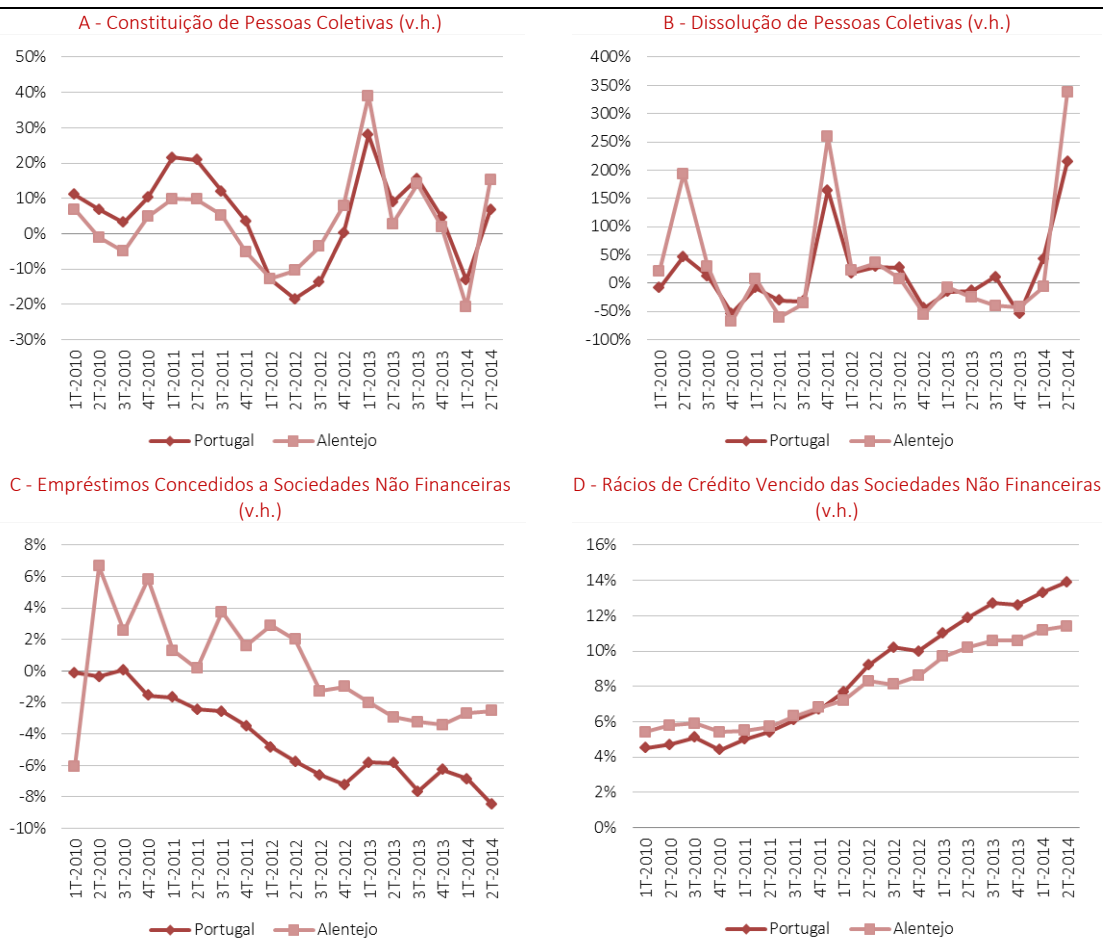 A - Constituição de Pessoas Coletivas (v.h.)
50%
40%
30%
20%
10%
0%
-10%
-20%
-30%
1T-2010
2T-2010
3T-2010
4T-2010
1T-2011
2T-2011
3T-2011
4T-2011
1T-2012
2T-2012
3T-2012
4T-2012
1T-2013
2T-2013
3T-2013
4T-2013
1T-2014
2T-2014
Portugal Alentejo
B - Dissolução de Pessoas Coletivas (v.h.)
400%
350%
300%
250%
200%
150%
100%
50%
0%
-50%
-100%
1T-2010
2T-2010
3T-2010
4T-2010
1T-2011
2T-2011
3T-2011
4T-2011
1T-2012
2T-2012
3T-2012
4T-2012
1T-2013
2T-2013
3T-2013
4T-2013
1T-2014
2T-2014
Portugal Alentejo
C - Empréstimos Concedidos a Sociedades Não Financeiras
(v.h.)
8%
6%
4%
2%
0%
-2%
-4%
-6%
-8%
-10%
1T-2010
2T-2010
3T-2010
4T-2010
1T-2011
2T-2011
3T-2011
4T-2011
1T-2012
2T-2012
3T-2012
4T-2012
1T-2013
2T-2013
3T-2013
4T-2013
1T-2014
2T-2014
Portugal Alentejo
D - Rácios de Crédito Vencido das Sociedades Não Financeiras
(v.h.)
16%
14%
12%
10%
8%
6%
4%
2%
0%
1T-2010
2T-2010
3T-2010
4T-2010
1T-2011
2T-2011
3T-2011
4T-2011
1T-2012
2T-2012
3T-2012
4T-2012
1T-2013
2T-2013
3T-2013
4T-2013
1T-2014
2T-2014
Portugal Alentejo